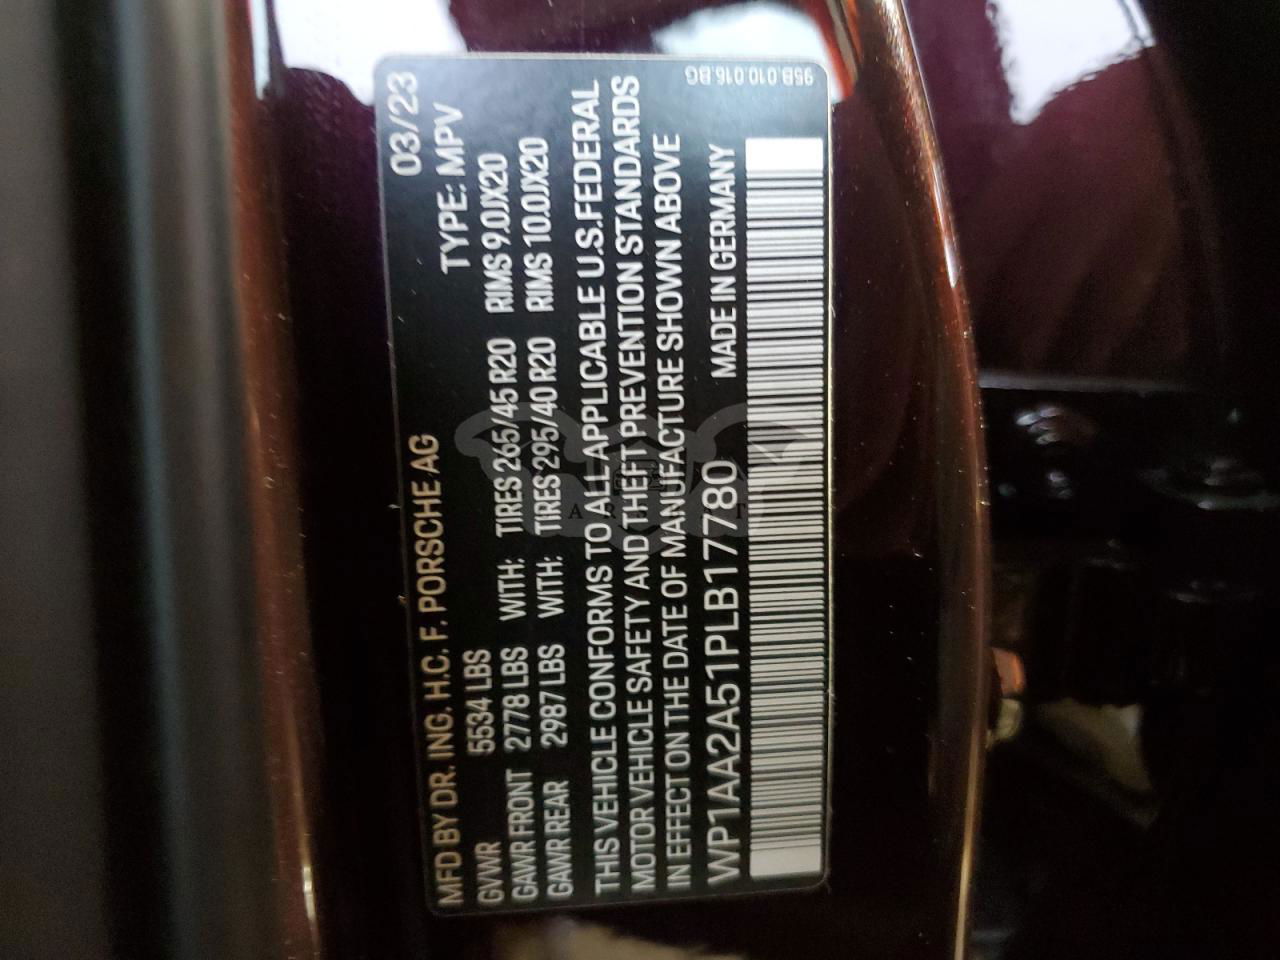 MFD BY DR. ING. H.C. F. PORSCHE AG 03/23
GVWR 5534 LBS TYPE: MPV
GAWR FRONT 2778 LBS WITH: TIRES 265/45 R20 RIMS 9.0JX20
GAWR REAR 2987 LBS WITH: TIRES 295/40 R20 RIMS 10.0JX20
THIS VEHICLE CONFORMS TO ALL APPLICABLE U.S.FEDERAL
MOTOR VEHICLE SAFETY AND THEFT PREVENTION STANDARDS
IN EFFECT ON THE DATE OF MANUFACTURE SHOWN ABOVE
WP1AA2A51PLB17780 MADE IN GERMANY
95B.010.016.BG